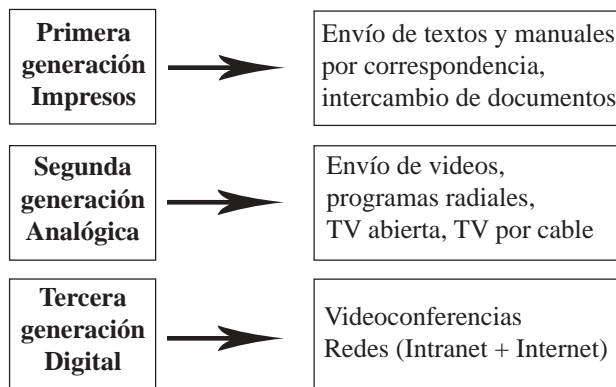 Primera
generación
Impresos
Envío de textos y manuales
por correspondencia,
intercambio de documentos
Segunda
generación
Analógica
Envío de videos,
programas radiales,
TV abierta, TV por cable
Tercera
generación
Digital
Videoconferencias
Redes (Intranet + Internet)